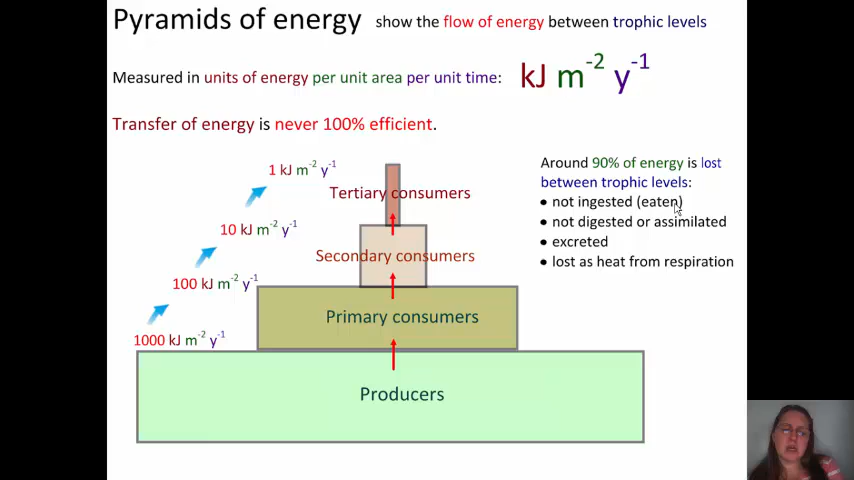 Pyramids of energy show the flow of energy between trophic levels
Measured in units of energy per unit area per unit time: kJ m⁻² y⁻¹
Transfer of energy is never 100% efficient.
1 kJ m⁻² y⁻¹
Tertiary consumers
10 kJ m⁻² y⁻¹
Secondary consumers
100 kJ m⁻² y⁻¹
Primary consumers
1000 kJ m⁻² y⁻¹
Producers
Around 90% of energy is lost
between trophic levels:
• not ingested (eaten)
• not digested or assimilated
• excreted
• lost as heat from respiration